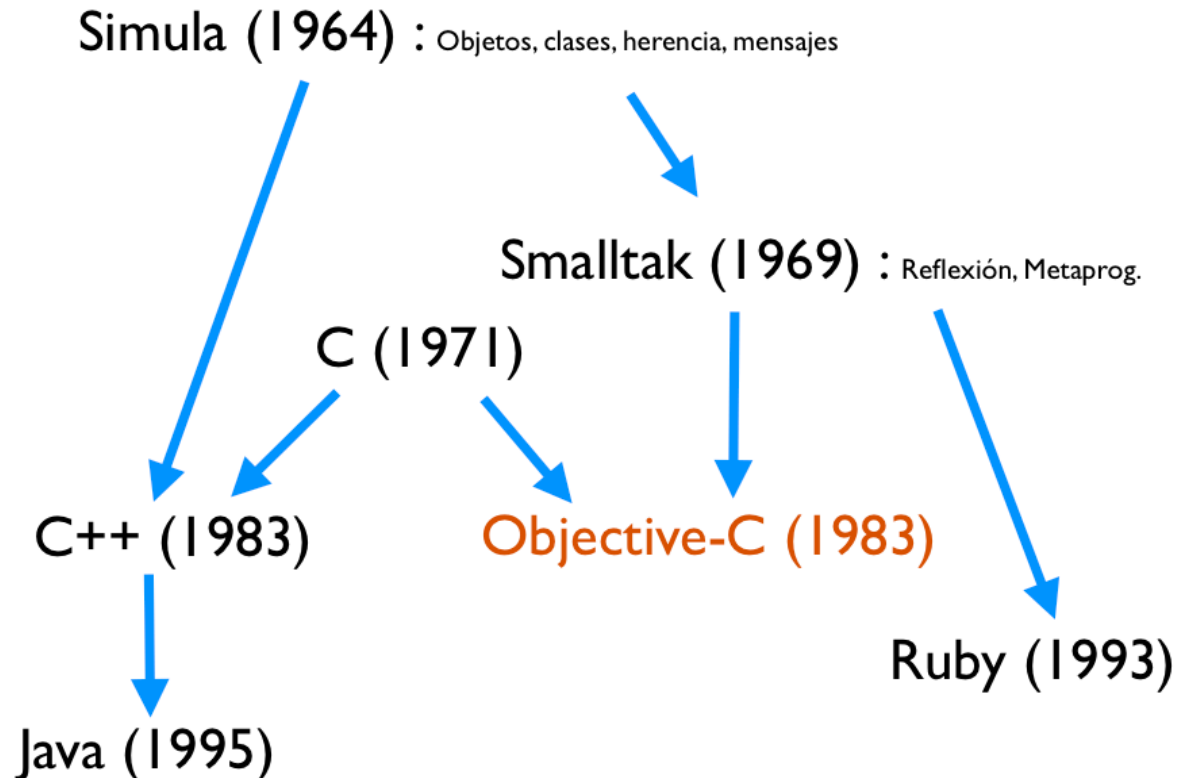 Simula (1964) : Objetos, clases, herencia, mensajes
Smalltak (1969) : Reflexión, Metaprog.
C (1971)
C++ (1983)
Objective-C (1983)
Ruby (1993)
Java (1995)